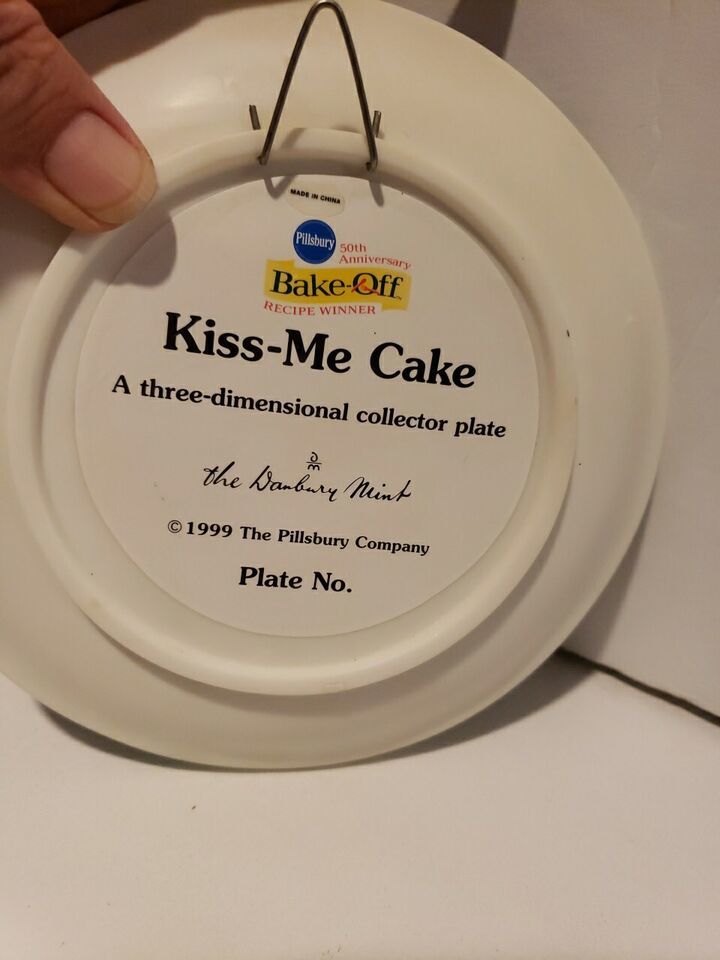 MADE IN CHINA
Pillsbury
50th
Anniversary
Bake-Off
RECIPE WINNER
Kiss-Me Cake
A three-dimensional collector plate
D
M
the Danbury Mint
© 1999 The Pillsbury Company
Plate No.